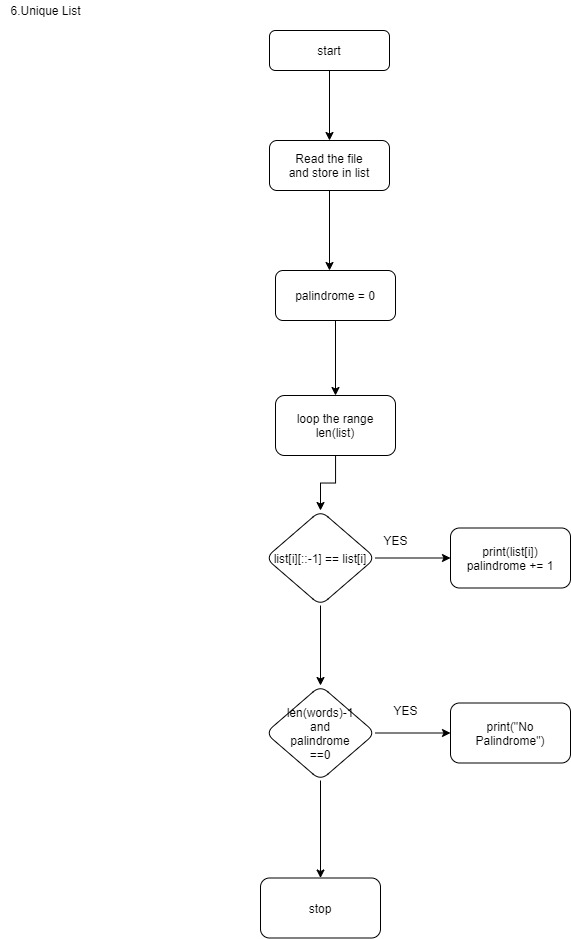 6.Unique List
start
Read the file
and store in list
palindrome = 0
loop the range
len(list)
list[i][::-1] == list[i]
YES
print(list[i])
palindrome += 1
len(words)-1
and
palindrome
==0
YES
print("No
Palindrome")
stop